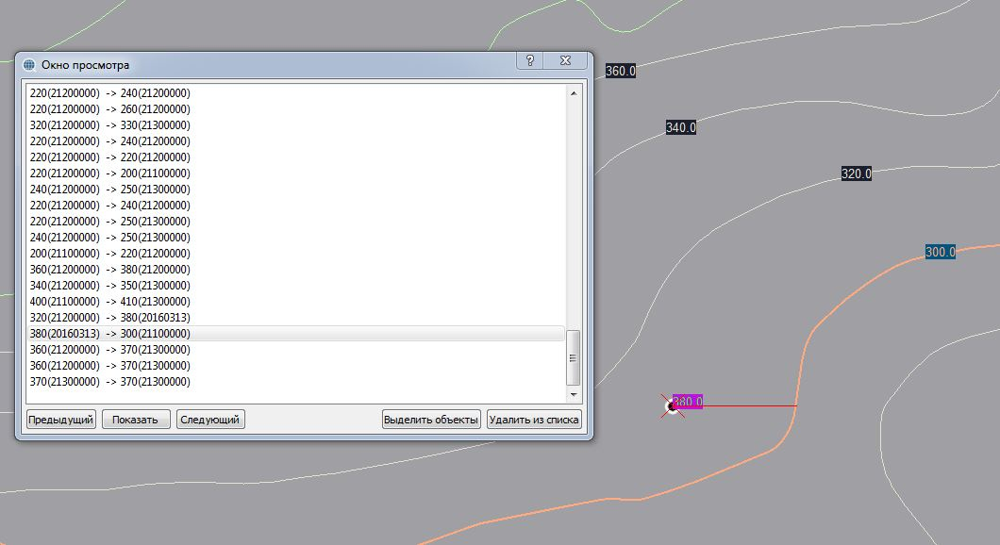 Окно просмотра
220(21200000) -> 240(21200000)
220(21200000) -> 260(21200000)
320(21200000) -> 330(21300000)
220(21200000) -> 240(21200000)
220(21200000) -> 220(21200000)
220(21200000) -> 200(21100000)
240(21200000) -> 250(21300000)
220(21200000) -> 240(21200000)
220(21200000) -> 250(21300000)
240(21200000) -> 250(21300000)
200(21100000) -> 220(21200000)
360(21200000) -> 380(21200000)
340(21200000) -> 350(21300000)
400(21100000) -> 410(21300000)
320(21200000) -> 380(20160313)
380(20160313) -> 300(21100000)
360(21200000) -> 370(21300000)
360(21200000) -> 370(21300000)
370(21300000) -> 370(21300000)
Предыдущий Показать Следующий Выделить объекты Удалить из списка
360.0
340.0
320.0
300.0
380.0